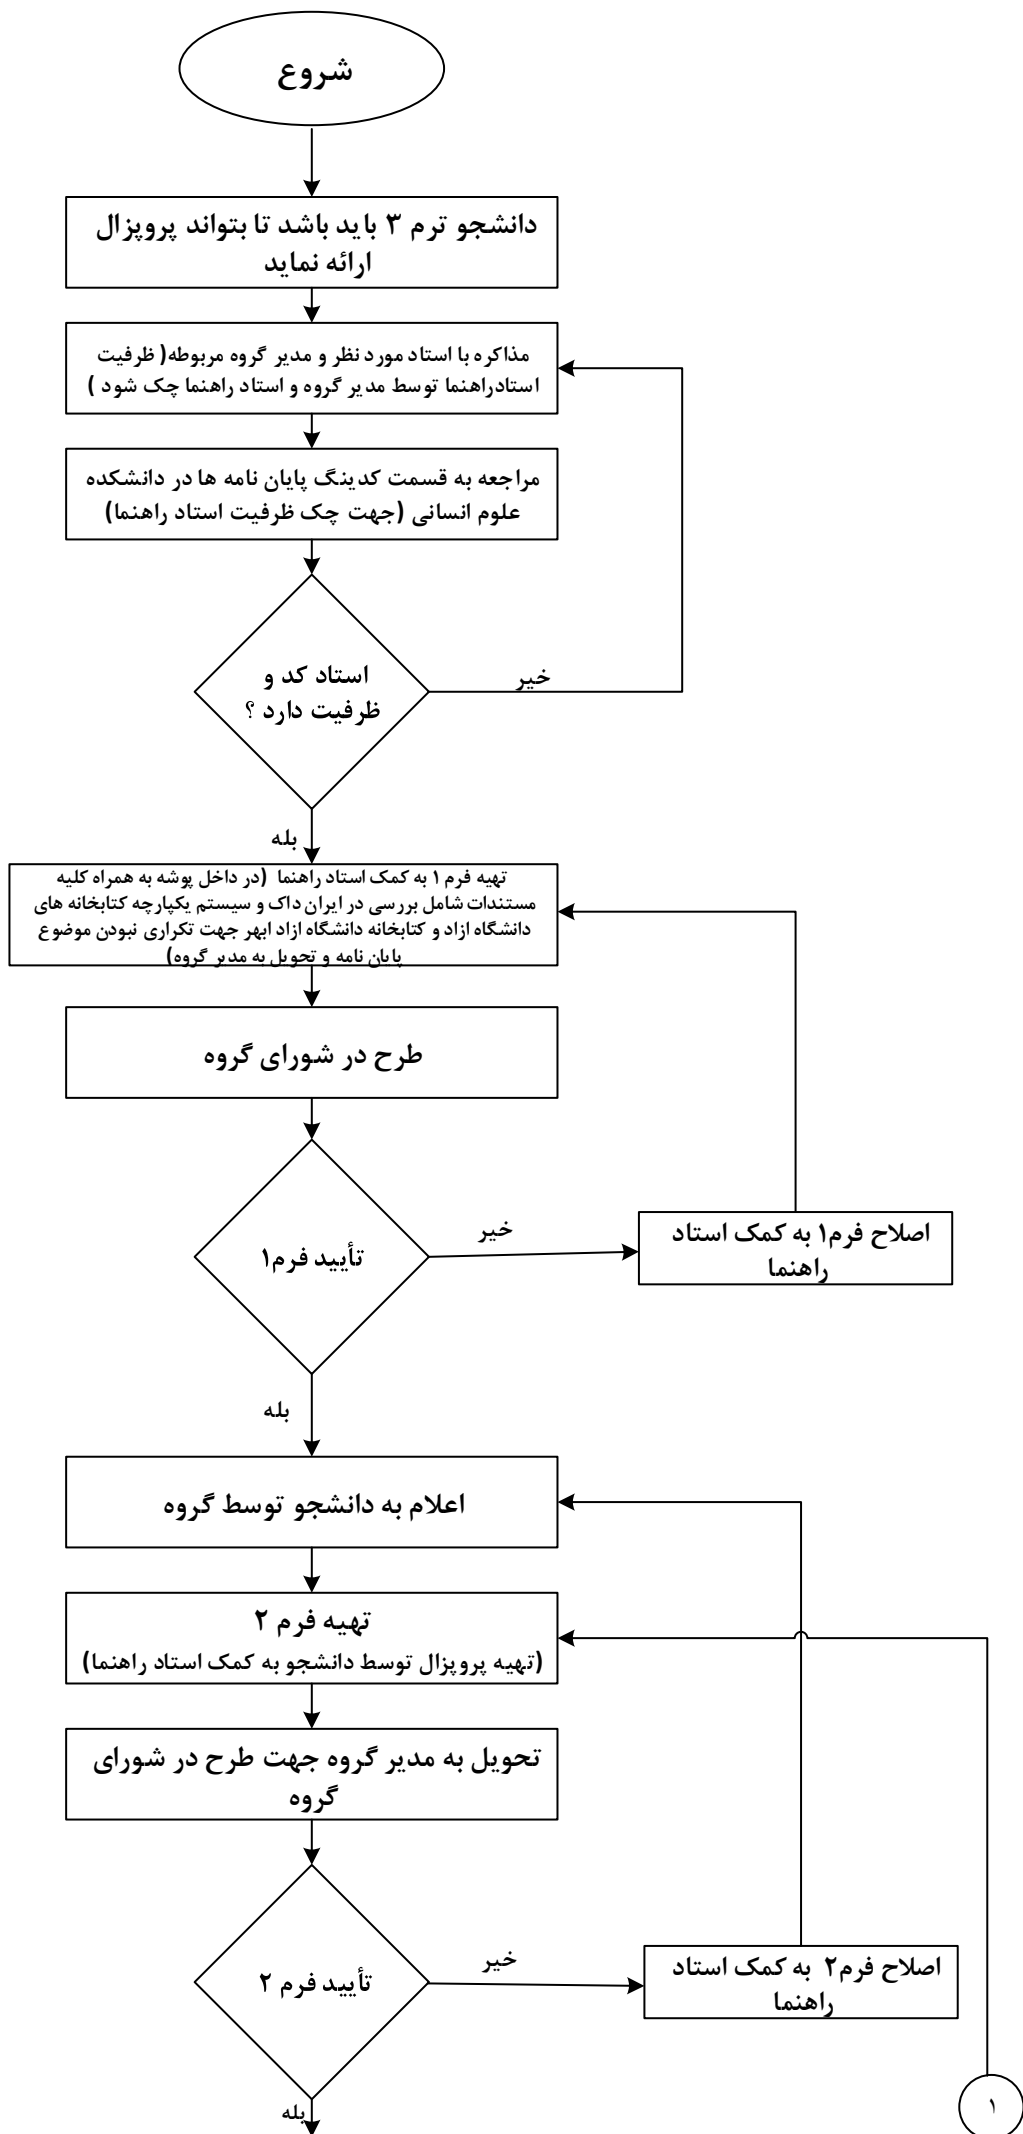 شروع
دانشجو ترم ۳ باید باشد تا بتواند پروپزال
ارائه نماید
مذاکره با استاد مورد نظر و مدیر گروه مربوطه( ظرفیت
استادراهنما توسط مدیر گروه و استاد راهنما چک شود )
مراجعه به قسمت کدینگ پایان نامه ها در دانشکده
علوم انسانی (جهت چک ظرفیت استاد راهنما)
استاد کد و
ظرفیت دارد ؟
خیر
بله
تهیه فرم ۱ به کمک استاد راهنما (در داخل پوشه به همراه کلیه
مستندات شامل بررسی در ایران داک و سیستم یکپارچه کتابخانه های
دانشگاه ازاد و کتابخانه دانشگاه ازاد ابهر جهت تکراری نبودن موضوع
پایان نامه و تحویل به مدیر گروه)
طرح در شورای گروه
تأیید فرم۱
خیر
اصلاح فرم۱ به کمک استاد
راهنما
بله
اعلام به دانشجو توسط گروه
تهیه فرم ۲
(تهیه پروپزال توسط دانشجو به کمک استاد راهنما)
تحویل به مدیر گروه جهت طرح در شورای
گروه
تأیید فرم ۲
خیر
اصلاح فرم۲ به کمک استاد
راهنما
بله
۱